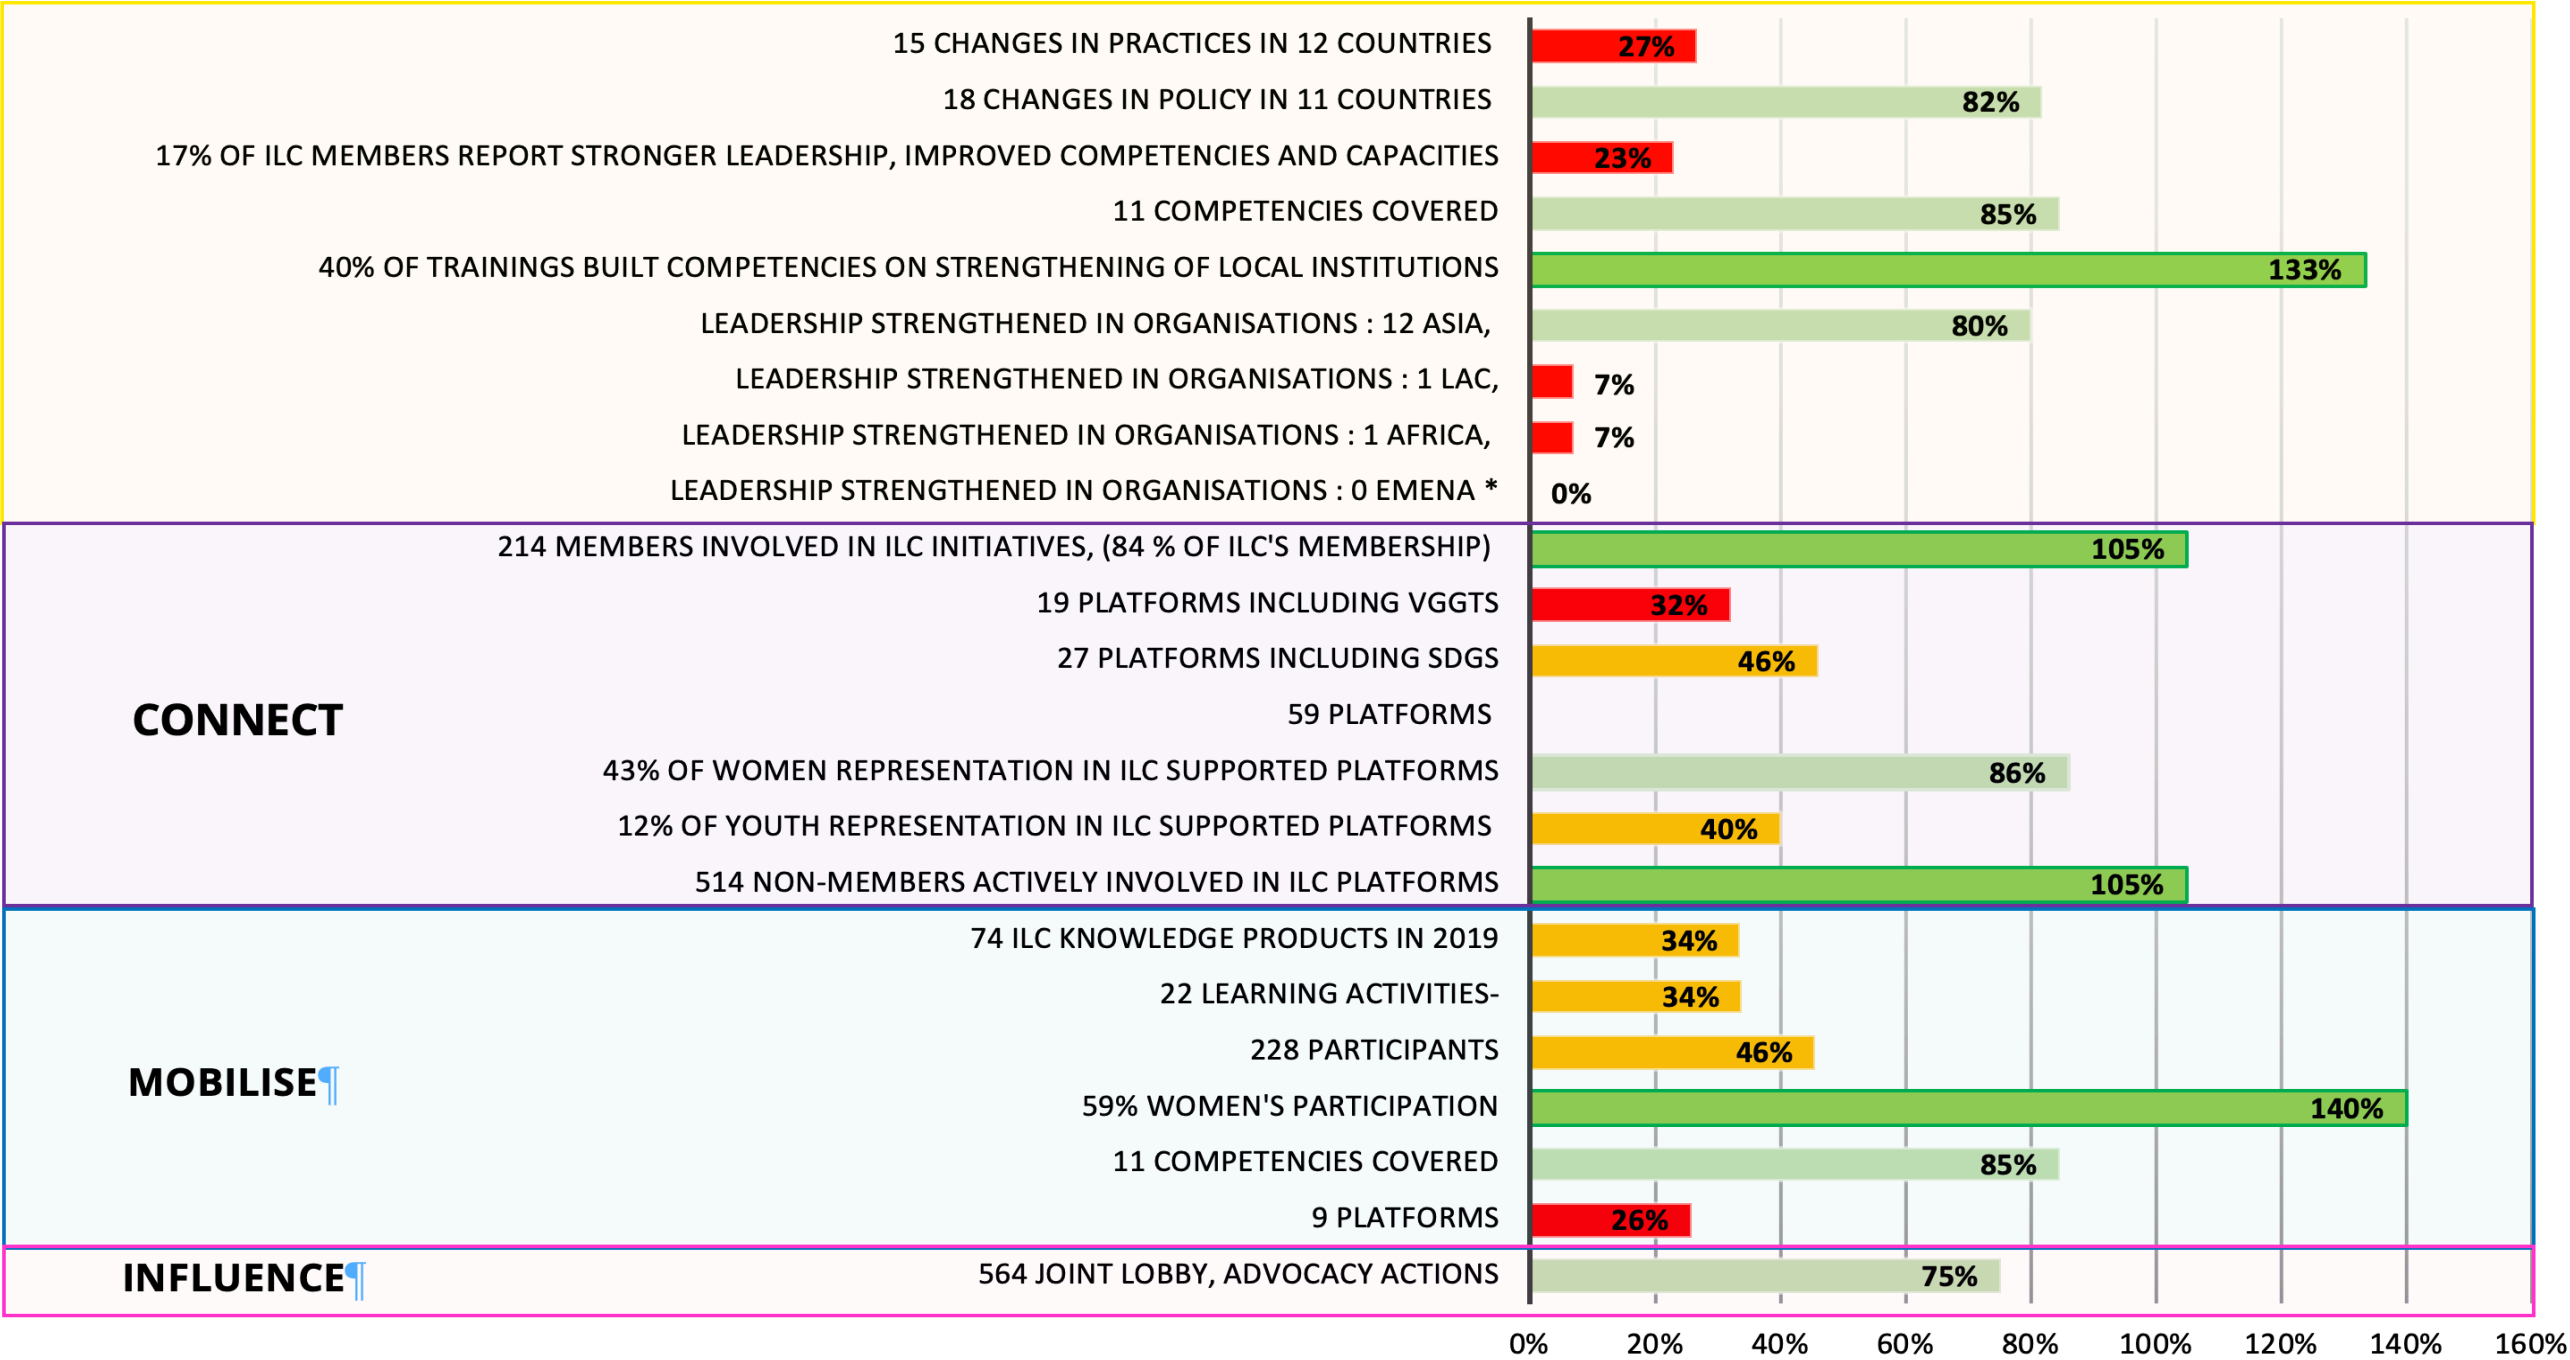 15 CHANGES IN PRACTICES IN 12 COUNTRIES 27%
18 CHANGES IN POLICY IN 11 COUNTRIES 82%
17% OF ILC MEMBERS REPORT STRONGER LEADERSHIP, IMPROVED COMPETENCIES AND CAPACITIES 23%
11 COMPETENCIES COVERED 85%
40% OF TRAININGS BUILT COMPETENCIES ON STRENGTHENING OF LOCAL INSTITUTIONS 133%
LEADERSHIP STRENGTHENED IN ORGANISATIONS : 12 ASIA, 80%
LEADERSHIP STRENGTHENED IN ORGANISATIONS : 1 LAC, 7%
LEADERSHIP STRENGTHENED IN ORGANISATIONS : 1 AFRICA, 7%
LEADERSHIP STRENGTHENED IN ORGANISATIONS : 0 EMENA * 0%
214 MEMBERS INVOLVED IN ILC INITIATIVES, (84 % OF ILC'S MEMBERSHIP) 105%
19 PLATFORMS INCLUDING VGGTS 32%
27 PLATFORMS INCLUDING SDGS 46%
59 PLATFORMS
CONNECT
43% OF WOMEN REPRESENTATION IN ILC SUPPORTED PLATFORMS 86%
12% OF YOUTH REPRESENTATION IN ILC SUPPORTED PLATFORMS 40%
514 NON-MEMBERS ACTIVELY INVOLVED IN ILC PLATFORMS 105%
74 ILC KNOWLEDGE PRODUCTS IN 2019 34%
22 LEARNING ACTIVITIES- 34%
228 PARTICIPANTS 46%
MOBILISE¶
59% WOMEN'S PARTICIPATION 140%
11 COMPETENCIES COVERED 85%
9 PLATFORMS 26%
INFLUENCE¶
564 JOINT LOBBY, ADVOCACY ACTIONS 75%
0% 20% 40% 60% 80% 100% 120% 140% 160%